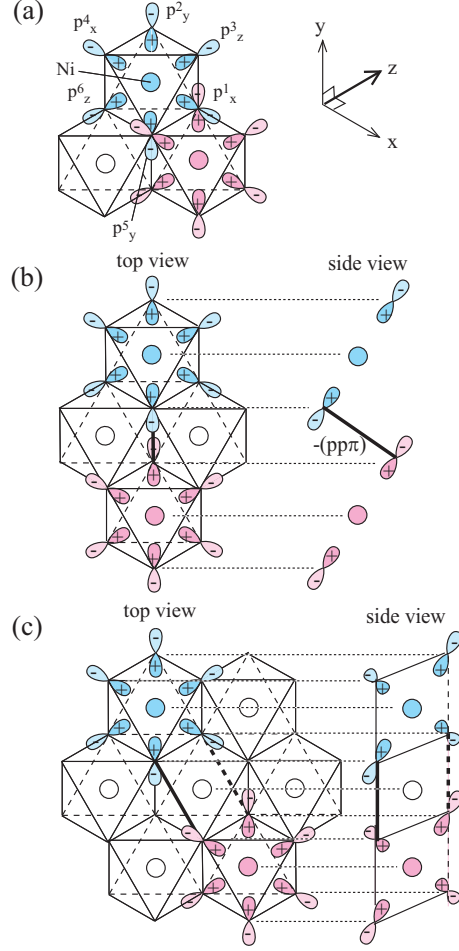 (a)
p²y
p⁴x
p³z
Ni
p⁶z
p¹x
p⁵y
y
z
x
top view
side view
(b)
-(ppπ)
top view
side view
(c)